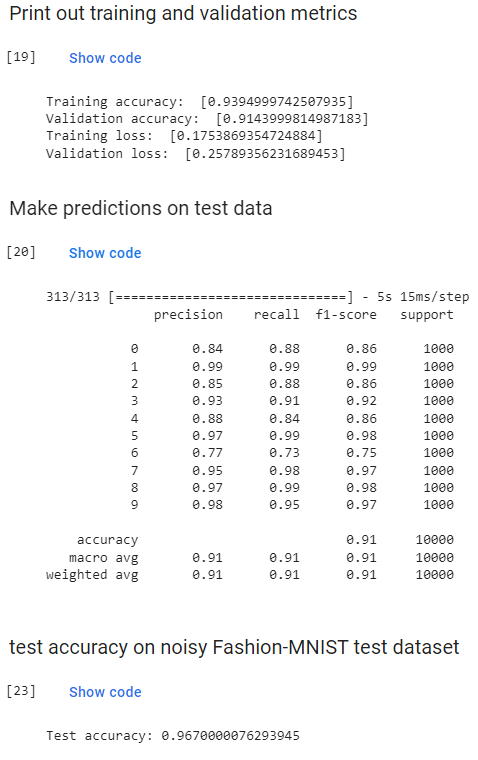 Print out training and validation metrics
[19] Show code
Training accuracy: [0.9394999742507935]
Validation accuracy: [0.9143999814987183]
Training loss: [0.1753869354724884]
Validation loss: [0.25789356231689453]
Make predictions on test data
[20] Show code
313/313 [==============================] - 5s 15ms/step
precision recall f1-score support
0 0.84 0.88 0.86 1000
1 0.99 0.99 0.99 1000
2 0.85 0.88 0.86 1000
3 0.93 0.91 0.92 1000
4 0.88 0.84 0.86 1000
5 0.97 0.99 0.98 1000
6 0.77 0.73 0.75 1000
7 0.95 0.98 0.97 1000
8 0.97 0.99 0.98 1000
9 0.98 0.95 0.97 1000
accuracy 0.91 10000
macro avg 0.91 0.91 0.91 10000
weighted avg 0.91 0.91 0.91 10000
test accuracy on noisy Fashion-MNIST test dataset
[23] Show code
Test accuracy: 0.9670000076293945